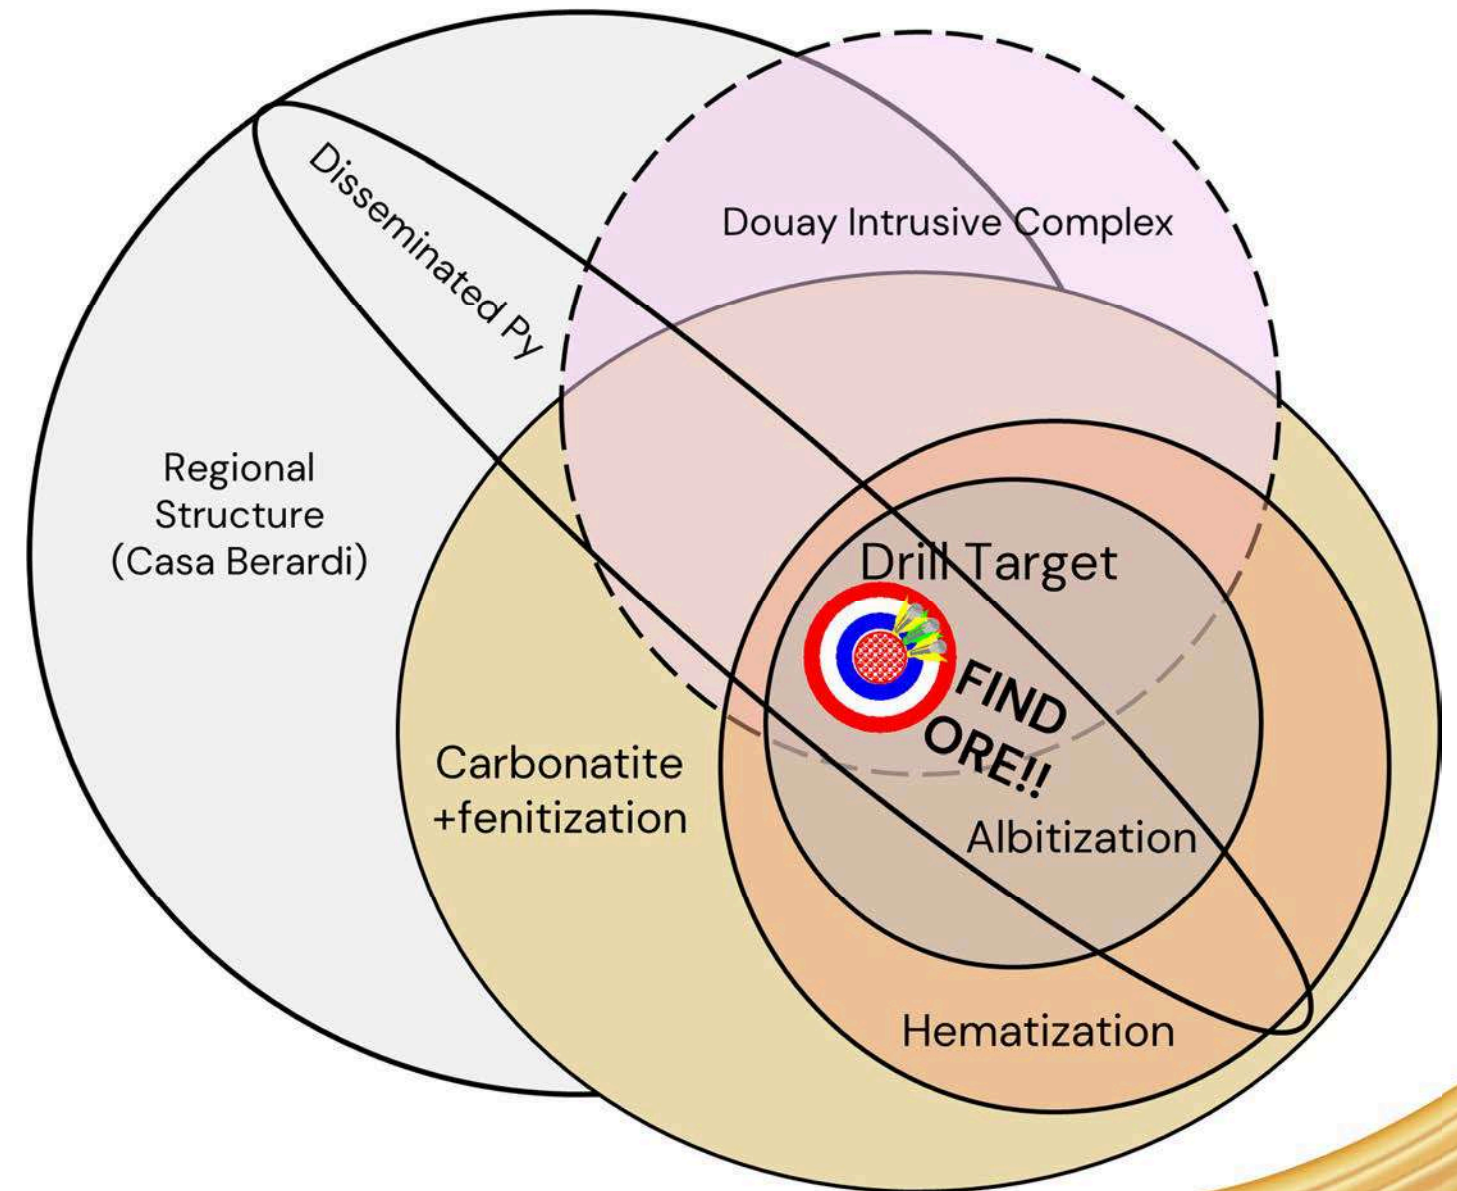 Disseminated Py
Douay Intrusive Complex
Regional
Structure
(Casa Berardi)
Drill Target
FIND
ORE!!
Carbonatite
+fenitization
Albitization
Hematization